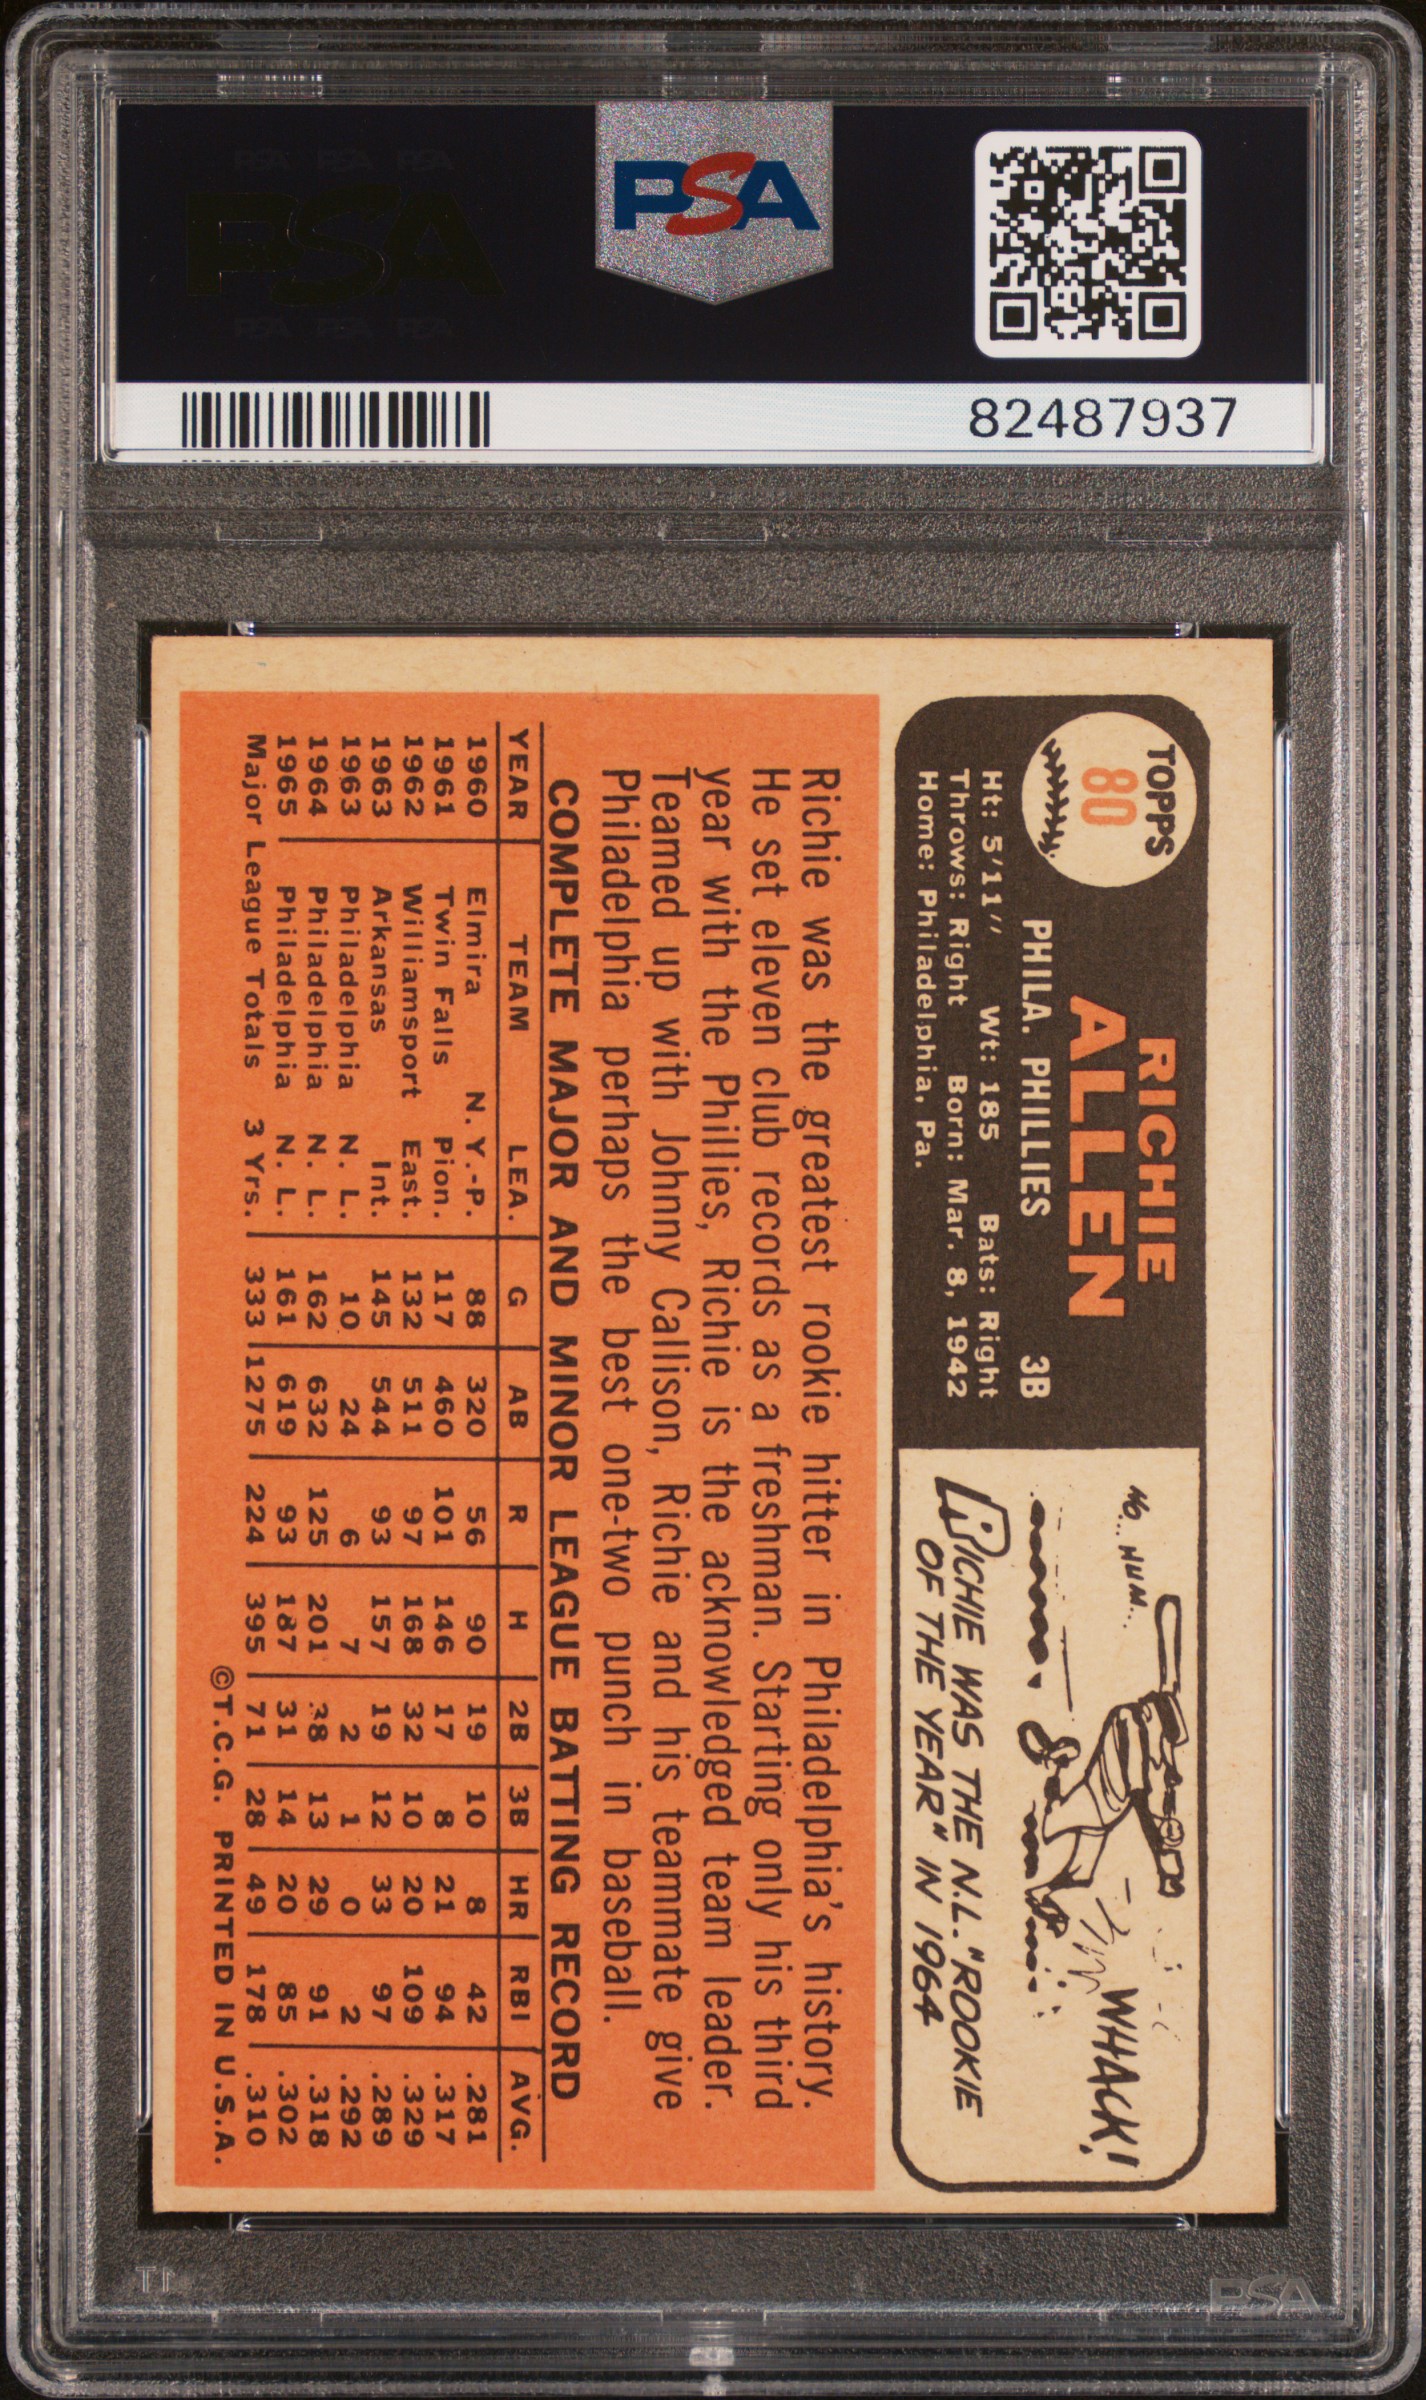 PSA
82487937
TOPPS
80
RICHIE
ALLEN
PHILA. PHILLIES 3B
Ht: 5'11" Wt: 185 Bats: Right
Throws: Right Born: Mar. 8, 1942
Home: Philadelphia, Pa.
NO... HUM...
WHACK!
RICHIE WAS THE N.L. "ROOKIE
OF THE YEAR" IN 1964
Richie was the greatest rookie hitter in Philadelphia's history.
He set eleven club records as a freshman. Starting only his third
year with the Phillies, Richie is the acknowledged team leader.
Teamed up with Johnny Callison, Richie and his teammate give
Philadelphia perhaps the best one-two punch in baseball.
COMPLETE MAJOR AND MINOR LEAGUE BATTING RECORD
YEAR TEAM LEA. G AB R H 2B 3B HR RBI AVG.
1960 Elmira N.Y.-P. 88 320 56 90 19 10 8 42 .281
1961 Twin Falls Pion. 117 460 101 146 17 8 21 94 .317
1962 Williamsport East. 132 511 97 168 32 10 20 109 .329
1963 Arkansas Int. 145 544 93 157 19 12 33 97 .289
1963 Philadelphia N. L. 10 24 6 7 2 1 0 2 .292
1964 Philadelphia N. L. 162 632 125 201 38 13 29 91 .318
1965 Philadelphia N. L. 161 619 93 187 31 14 20 85 .302
Major League Totals 3 Yrs. 333 1275 224 395 71 28 49 178 .310
©T.C.G. PRINTED IN U.S.A.
PSA